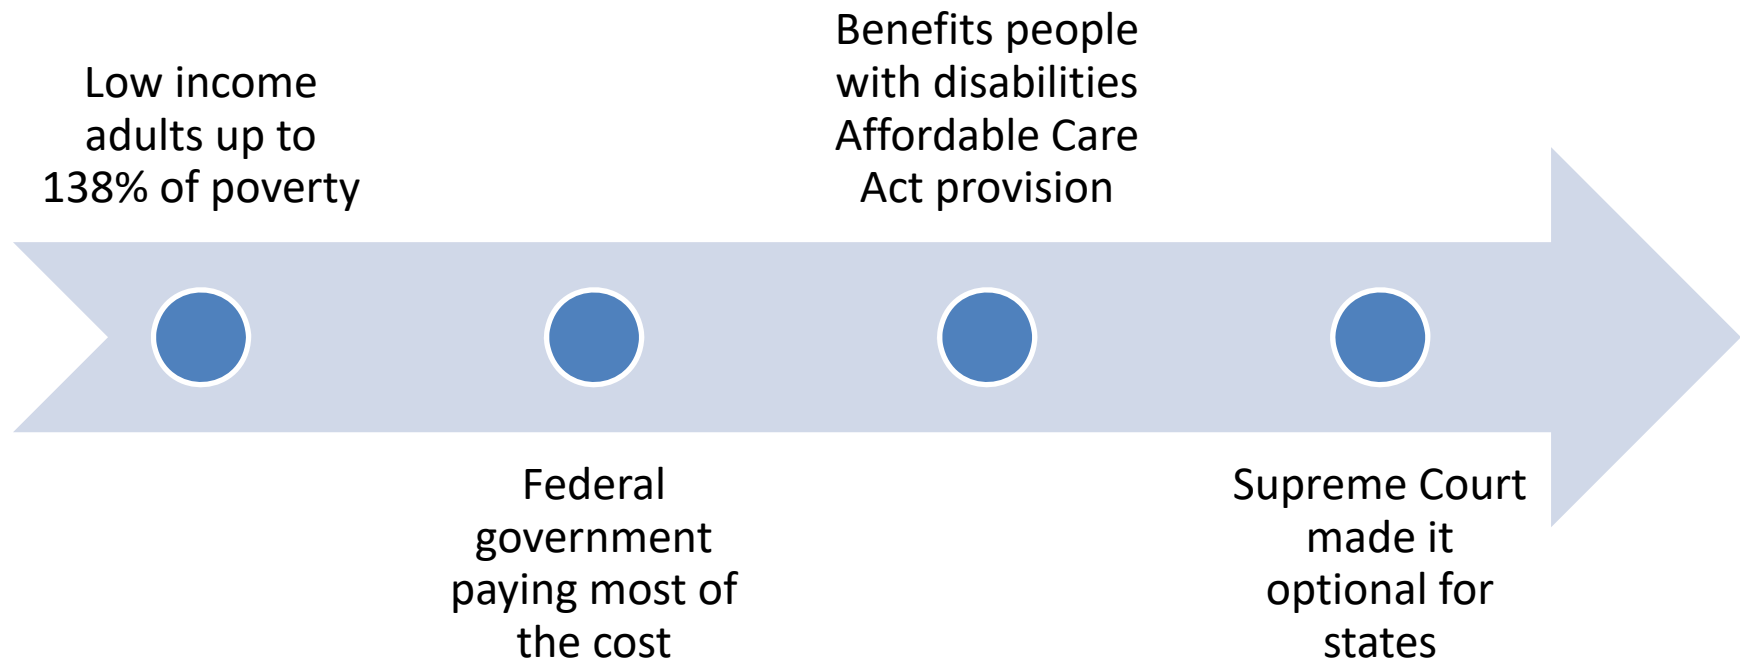 Low income
adults up to
138% of poverty
Federal
government
paying most of
the cost
Benefits people
with disabilities
Affordable Care
Act provision
Supreme Court
made it
optional for
states